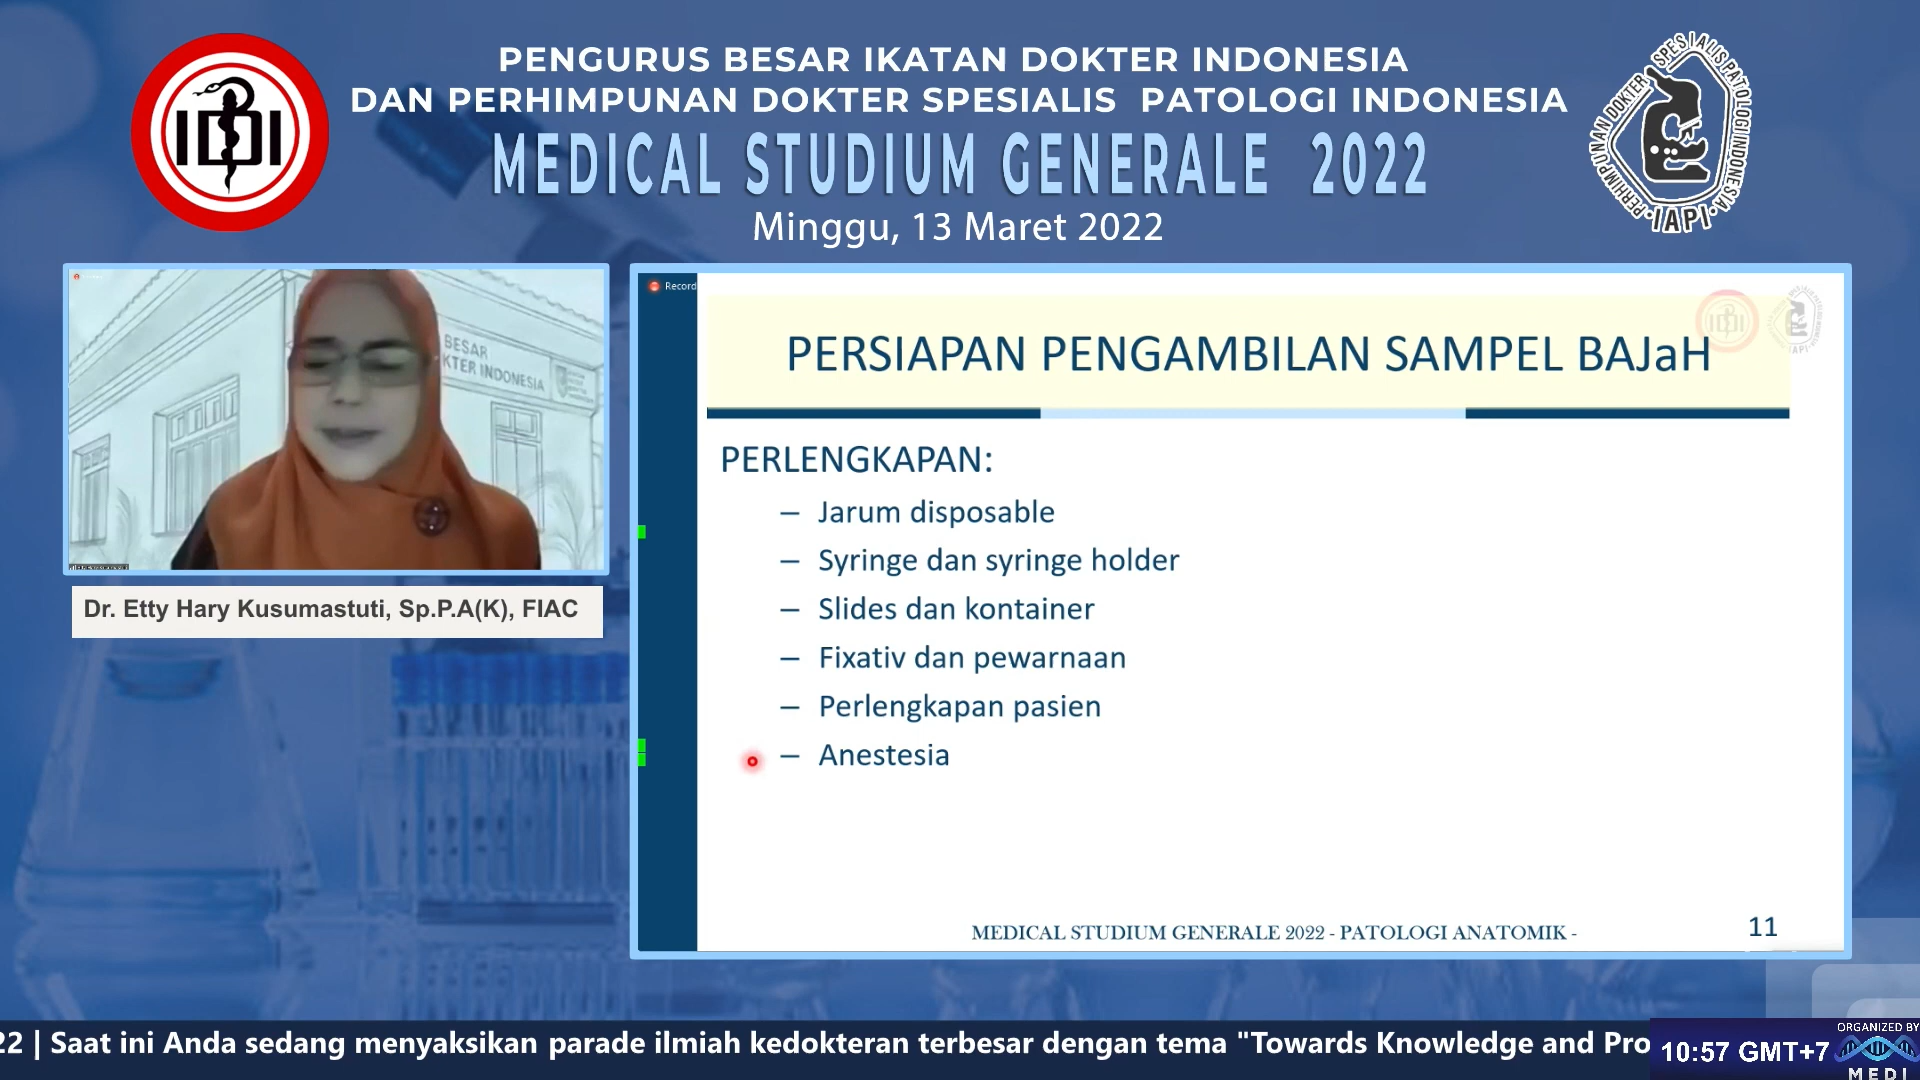 PENGURUS BESAR IKATAN DOKTER INDONESIA
DAN PERHIMPUNAN DOKTER SPESIALIS PATOLOGI INDONESIA
MEDICAL STUDIUM GENERALE 2022
Minggu, 13 Maret 2022
IDI
PERHIMPUNAN DOKTER SPESIALIS PATOLOGI INDONESIA
• IAPI •
BESAR
KTER INDONESIA
Dr. Etty Hary Kusumastuti, Sp.P.A(K), FIAC
Record
PERSIAPAN PENGAMBILAN SAMPEL BAJaH
IDI
IAPI
PERLENGKAPAN:
– Jarum disposable
– Syringe dan syringe holder
– Slides dan kontainer
– Fixativ dan pewarnaan
– Perlengkapan pasien
– Anestesia
MEDICAL STUDIUM GENERALE 2022 - PATOLOGI ANATOMIK -
11
22 | Saat ini Anda sedang menyaksikan parade ilmiah kedokteran terbesar dengan tema "Towards Knowledge and Pro
10:57 GMT+7
ORGANIZED BY
MEDI